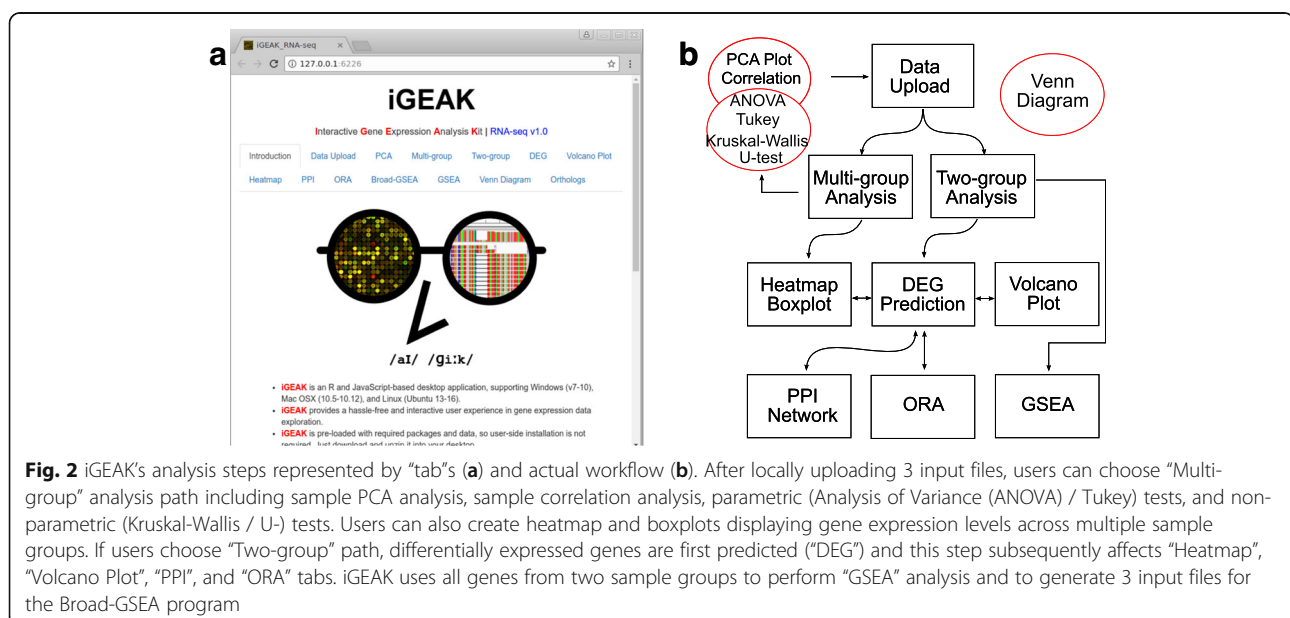 a
iGEAK_RNA-seq
127.0.0.1:6226
iGEAK
Interactive Gene Expression Analysis Kit | RNA-seq v1.0
Introduction Data Upload PCA Multi-group Two-group DEG Volcano Plot
Heatmap PPI ORA Broad-GSEA GSEA Venn Diagram Orthologs
/aI/ /giːk/
• iGEAK is an R and JavaScript-based desktop application, supporting Windows (v7-10),
Mac OSX (10.5-10.12), and Linux (Ubuntu 13-16).
• iGEAK provides a hassle-free and interactive user experience in gene expression data
exploration.
• iGEAK is pre-loaded with required packages and data, so user-side installation is not
required. Just download and unzip it into your desktop.
b
PCA Plot
Correlation
ANOVA
Tukey
Kruskal-Wallis
U-test
Data
Upload
Venn
Diagram
Multi-group
Analysis
Two-group
Analysis
Heatmap
Boxplot
DEG
Prediction
Volcano
Plot
PPI
Network
ORA
GSEA
Fig. 2 iGEAK's analysis steps represented by "tab"s (a) and actual workflow (b). After locally uploading 3 input files, users can choose "Multi-
group" analysis path including sample PCA analysis, sample correlation analysis, parametric (Analysis of Variance (ANOVA) / Tukey) tests, and non-
parametric (Kruskal-Wallis / U-) tests. Users can also create heatmap and boxplots displaying gene expression levels across multiple sample
groups. If users choose "Two-group" path, differentially expressed genes are first predicted ("DEG") and this step subsequently affects "Heatmap",
"Volcano Plot", "PPI", and "ORA" tabs. iGEAK uses all genes from two sample groups to perform "GSEA" analysis and to generate 3 input files for
the Broad-GSEA program